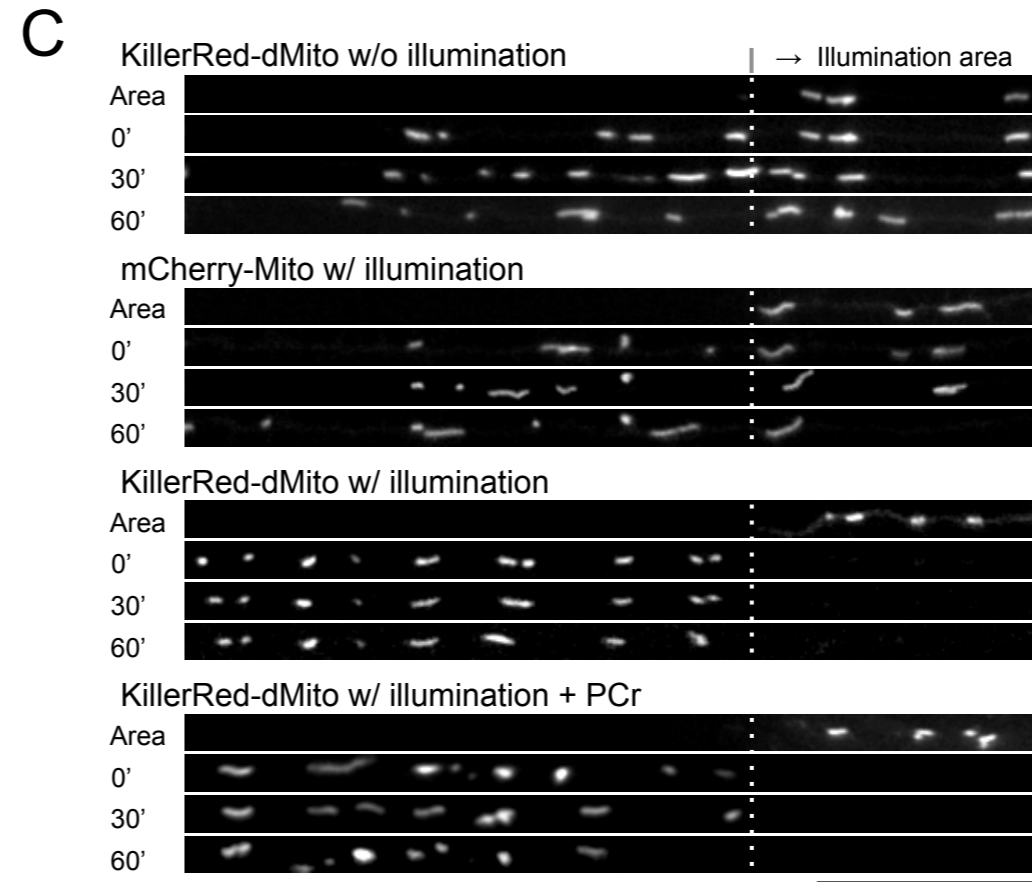 C
KillerRed-dMito w/o illumination
→ Illumination area
Area
0’
30’
60’
mCherry-Mito w/ illumination
Area
0’
30’
60’
KillerRed-dMito w/ illumination
Area
0’
30’
60’
KillerRed-dMito w/ illumination + PCr
Area
0’
30’
60’